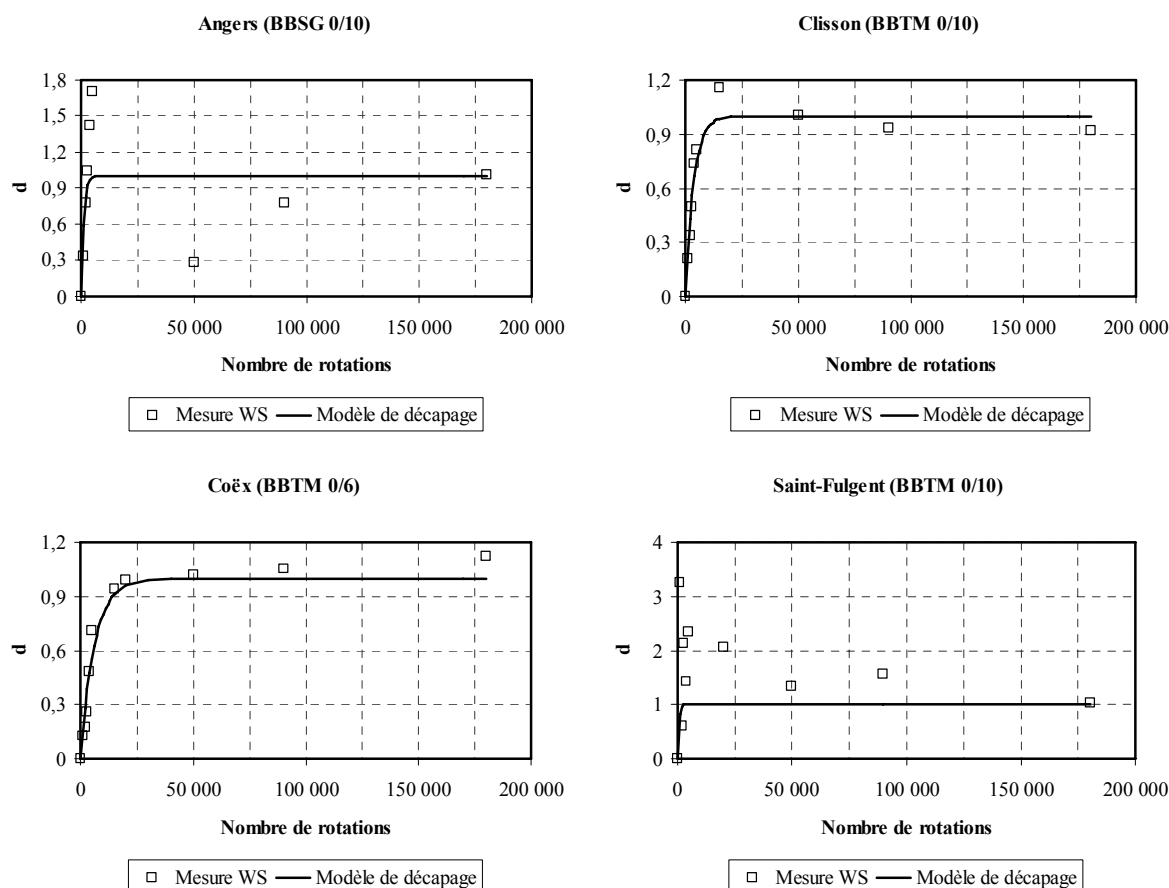 Angers (BBSG 0/10)
1,8
1,5
1,2
0,9
0,6
0,3
0
d
0 50 000 100 000 150 000 200 000
Nombre de rotations
Mesure WS Modèle de décapage
Clisson (BBTM 0/10)
1,2
0,9
0,6
0,3
0
d
0 50 000 100 000 150 000 200 000
Nombre de rotations
Mesure WS Modèle de décapage
Coëx (BBTM 0/6)
1,2
0,9
0,6
0,3
0
d
0 50 000 100 000 150 000 200 000
Nombre de rotations
Mesure WS Modèle de décapage
Saint-Fulgent (BBTM 0/10)
4
3
2
1
0
d
0 50 000 100 000 150 000 200 000
Nombre de rotations
Mesure WS Modèle de décapage